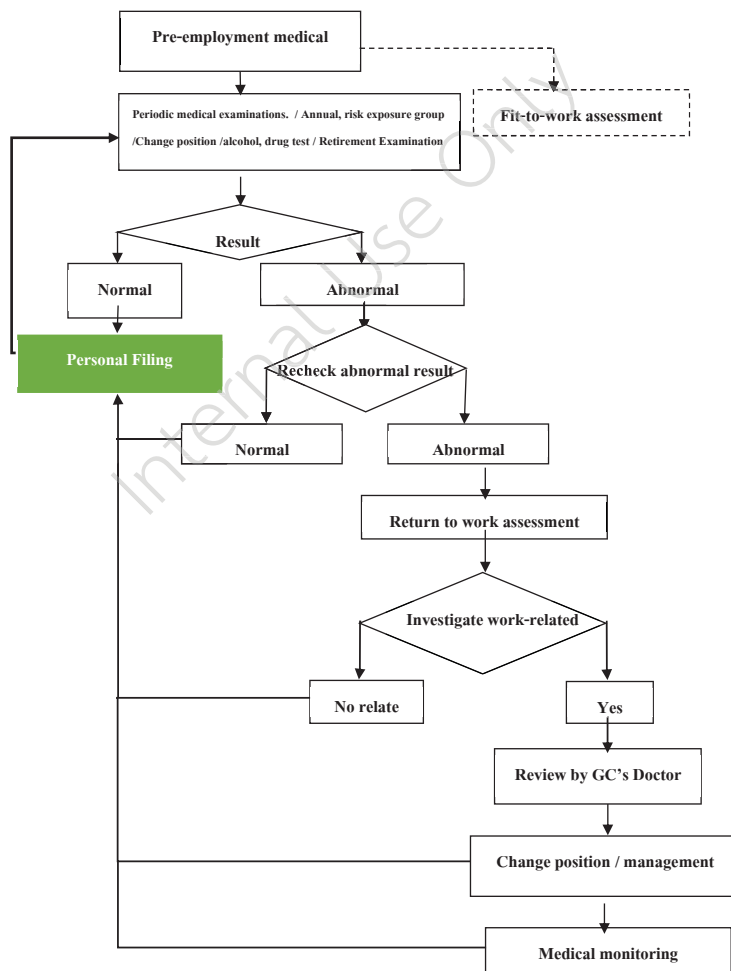 Pre-employment medical
Periodic medical examinations. / Annual, risk exposure group
/Change position /alcohol, drug test / Retirement Examination
Fit-to-work assessment
Result
Normal
Abnormal
Personal Filing
Recheck abnormal result
Normal
Abnormal
Return to work assessment
Investigate work-related
No relate
Yes
Review by GC’s Doctor
Change position / management
Medical monitoring
Internal Use Only